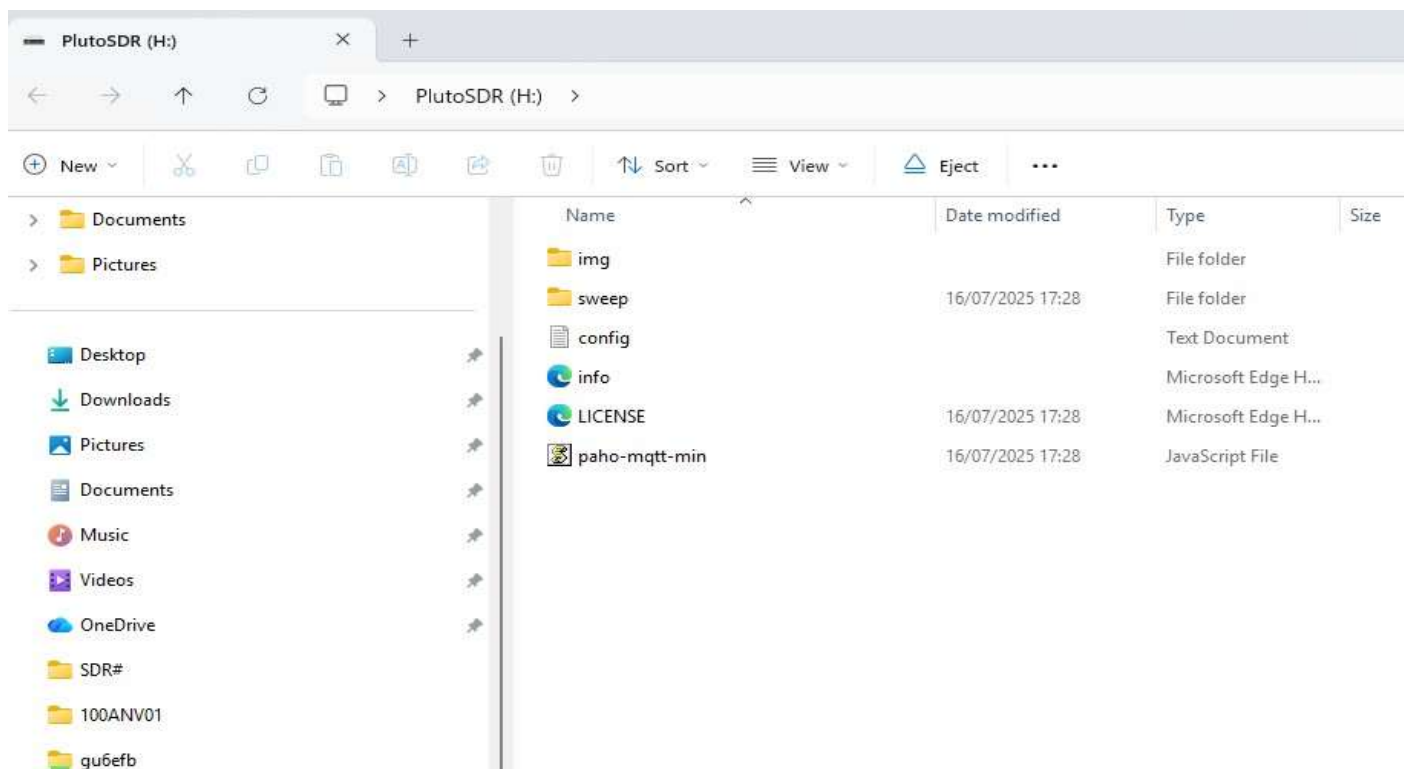 PlutoSDR (H:)
PlutoSDR (H:)
New Sort View Eject
Documents
Pictures
Desktop
Downloads
Pictures
Documents
Music
Videos
OneDrive
SDR#
100ANV01
gu6efb
Name Date modified Type Size
img File folder
sweep 16/07/2025 17:28 File folder
config Text Document
info Microsoft Edge H...
LICENSE 16/07/2025 17:28 Microsoft Edge H...
paho-mqtt-min 16/07/2025 17:28 JavaScript File